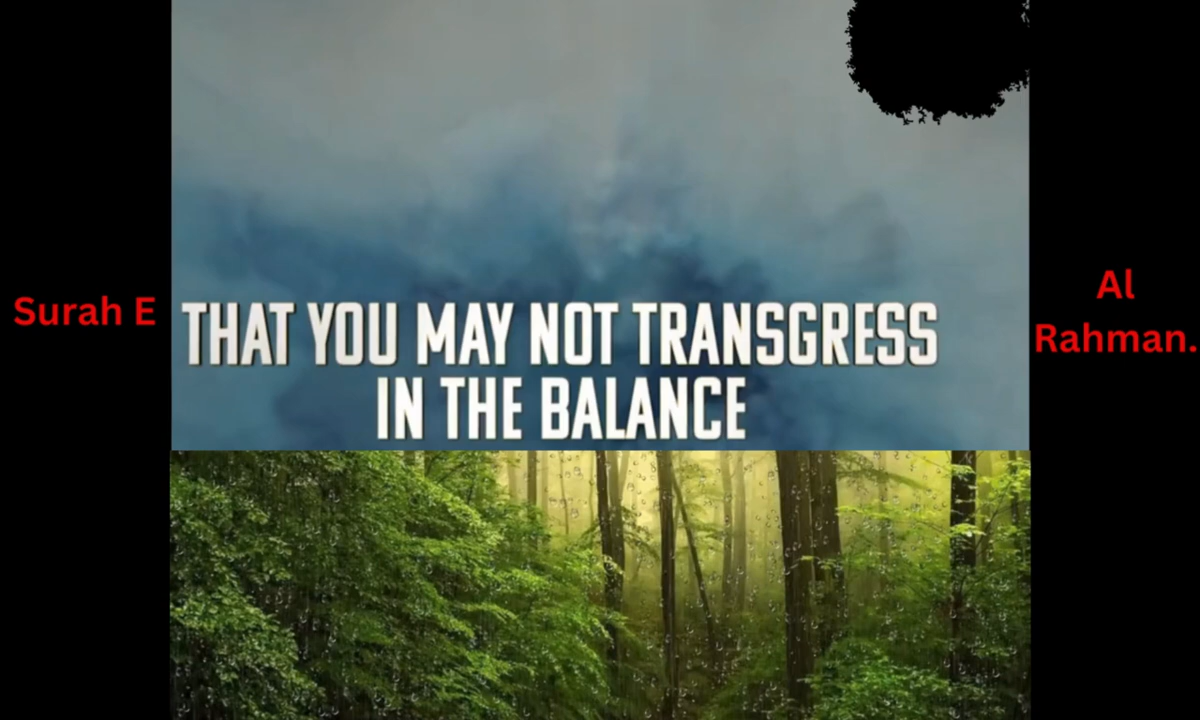 Surah E
THAT YOU MAY NOT TRANSGRESS
IN THE BALANCE
Al
Rahman.